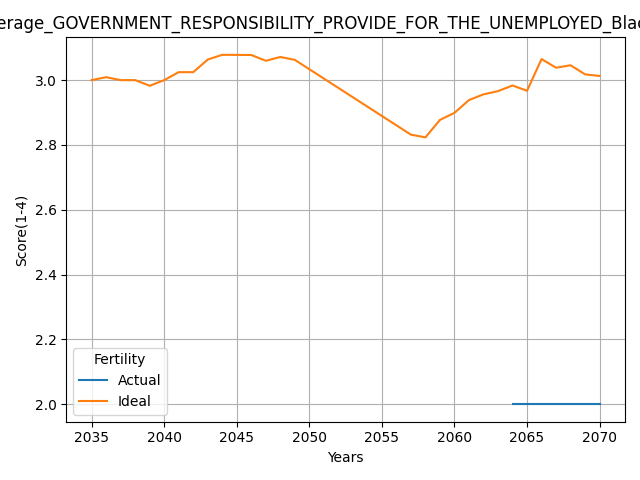 erage_GOVERNMENT_RESPONSIBILITY_PROVIDE_FOR_THE_UNEMPLOYED_Bla
Score(1-4)
3.0
2.8
2.6
2.4
2.2
2.0
Fertility
Actual
Ideal
2035 2040 2045 2050 2055 2060 2065 2070
Years